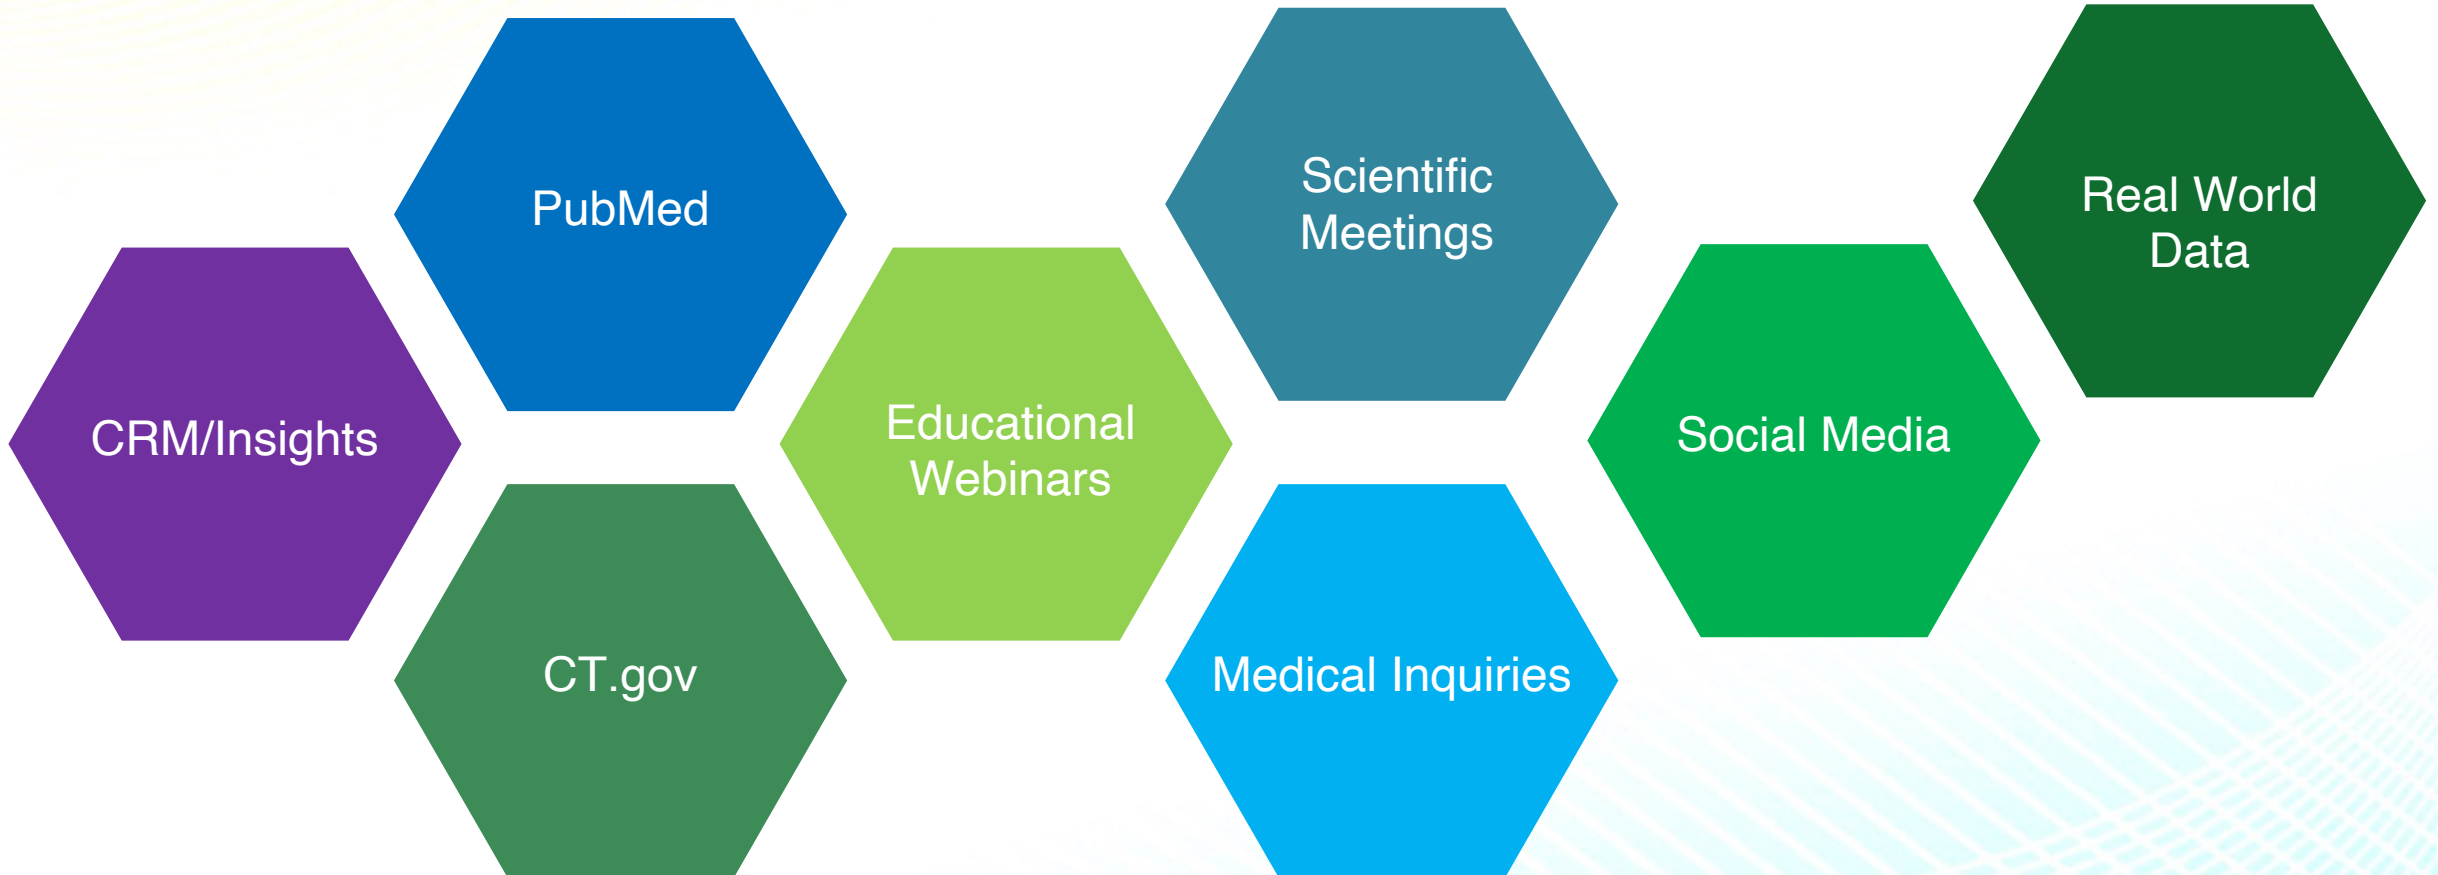 PubMed
Scientific
Meetings
Real World
Data
CRM/Insights
Educational
Webinars
Social Media
CT.gov
Medical Inquiries